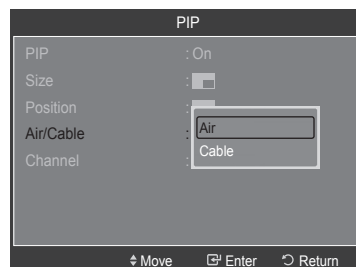 PIP
PIP : On
Size :
Position :
Air/Cable : Air
Cable
Channel :
Move Enter Return